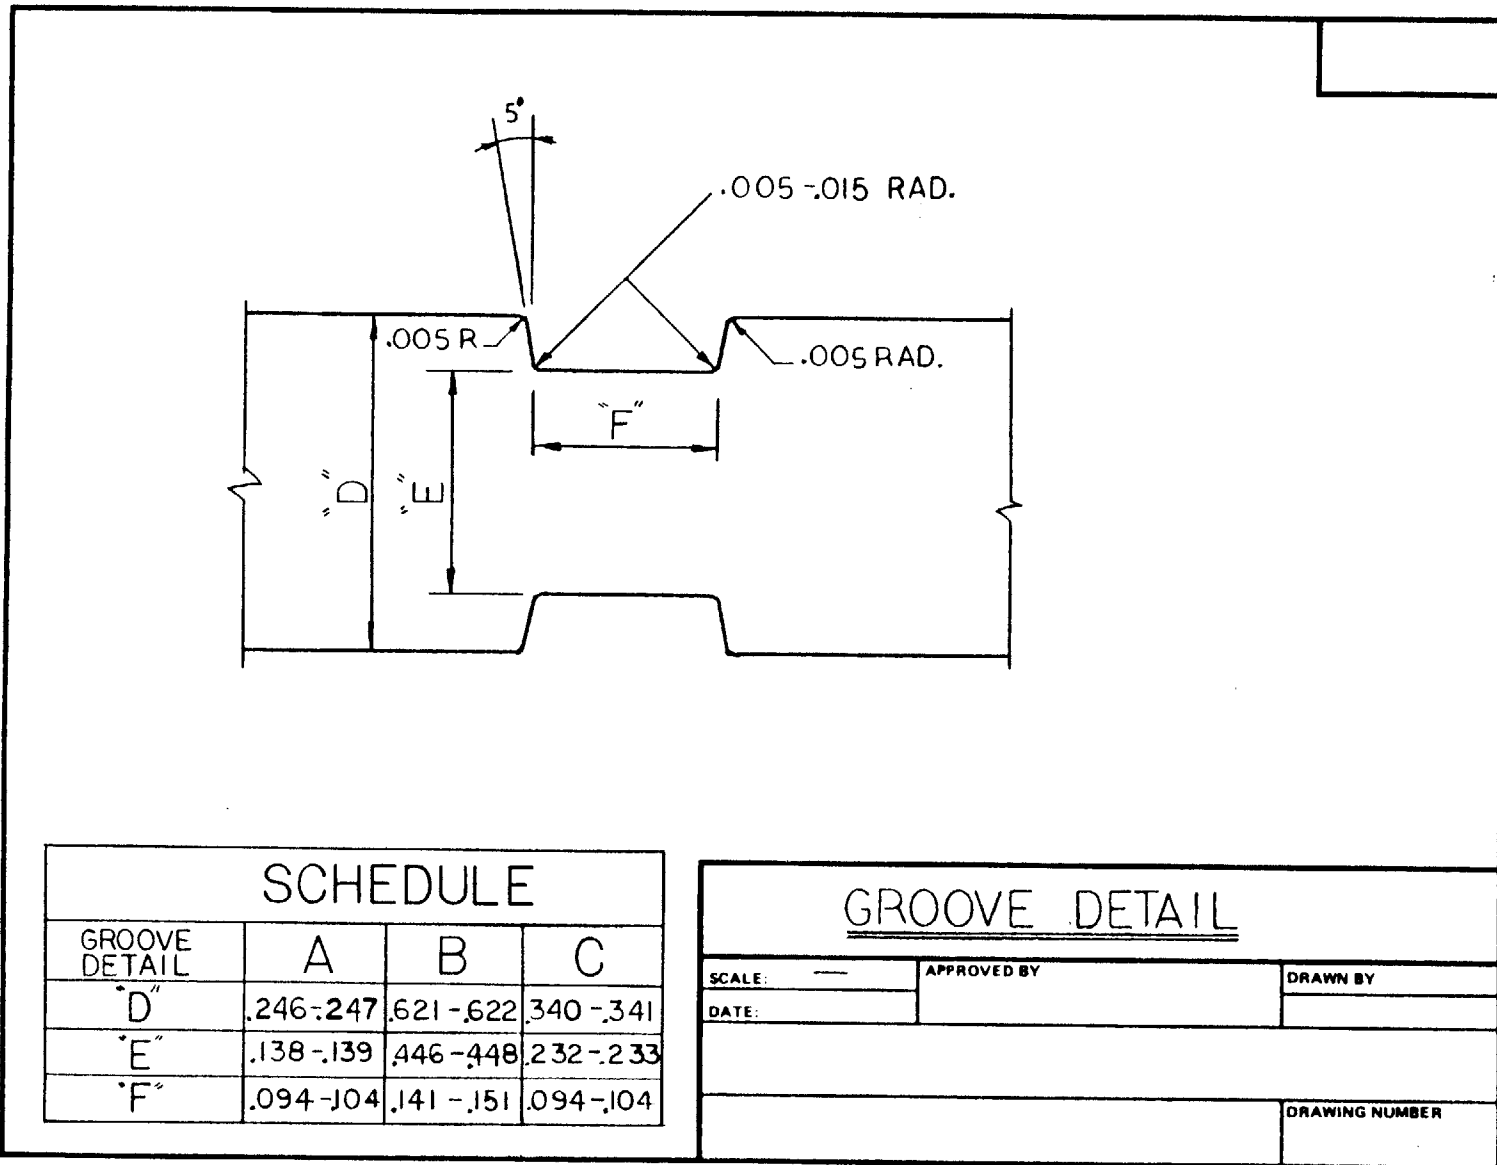 5°
.005-.015 RAD.
.005 R
.005 RAD.
"F"
"D"
"E"
SCHEDULE
GROOVE DETAIL A B C
"D" .246-.247 .621-.622 .340-.341
"E" .138-.139 .446-.448 .232-.233
"F" .094-.104 .141-.151 .094-.104
GROOVE DETAIL
SCALE: —
APPROVED BY
DRAWN BY
DATE:
DRAWING NUMBER